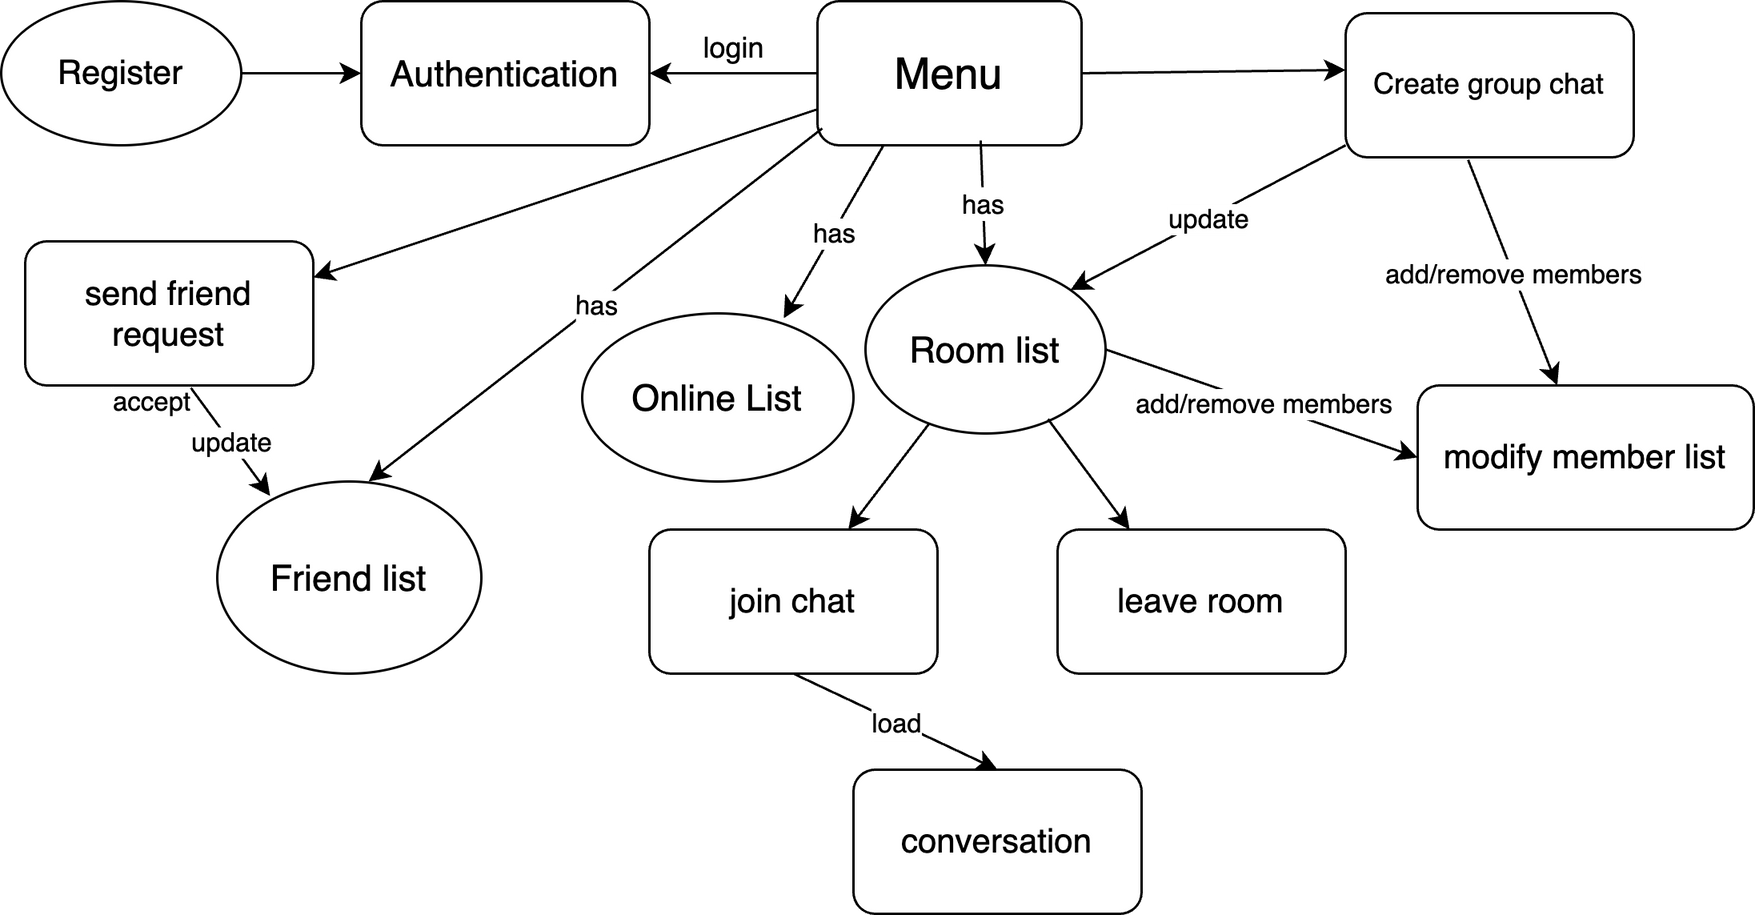 Register
Authentication
login
Menu
Create group chat
has
update
has
add/remove members
send friend
request
has
Room list
Online List
accept
add/remove members
update
modify member list
Friend list
join chat
leave room
load
conversation